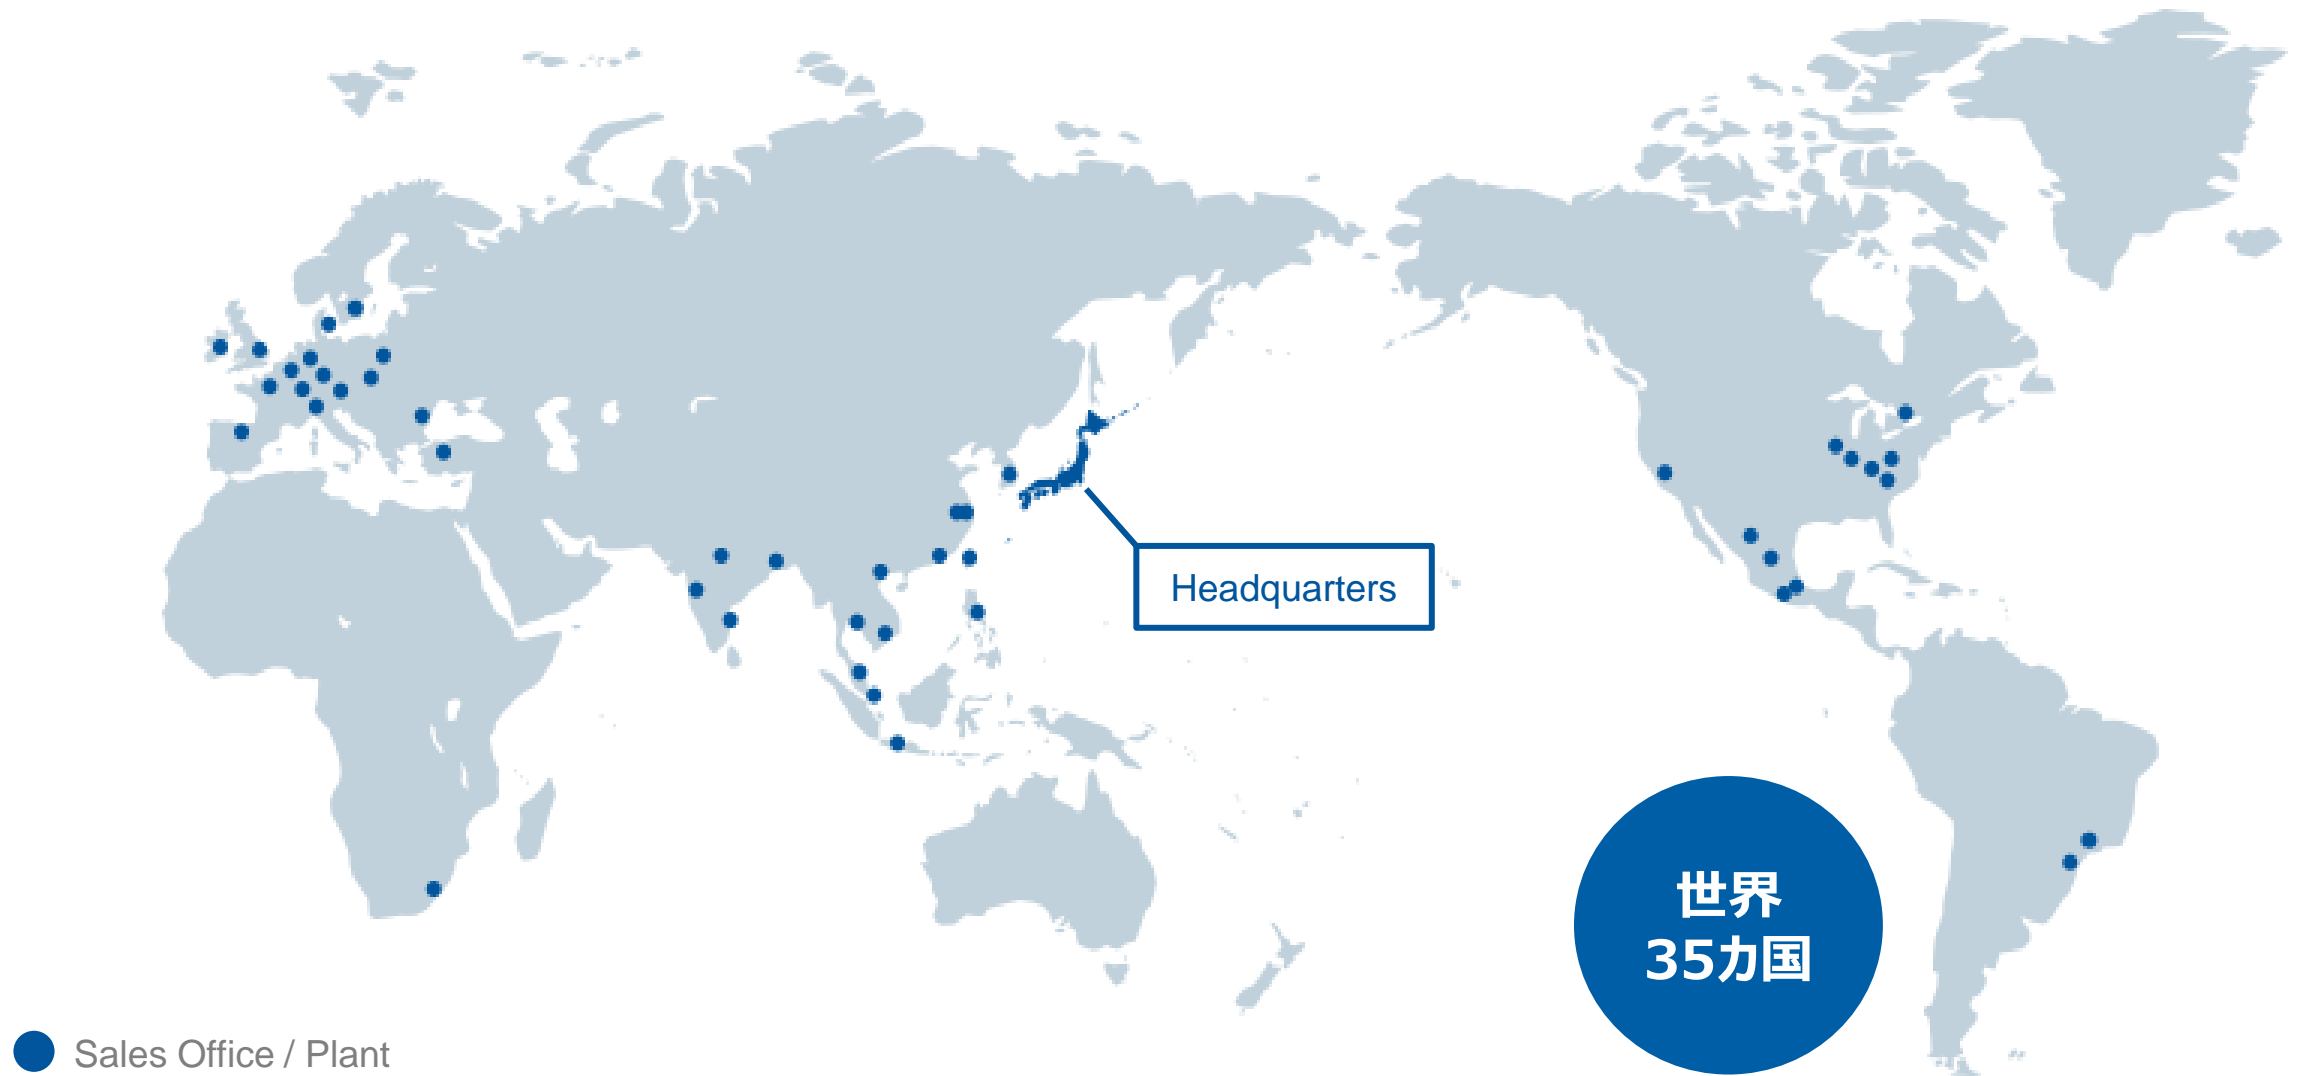 Headquarters
世界
35カ国
Sales Office / Plant